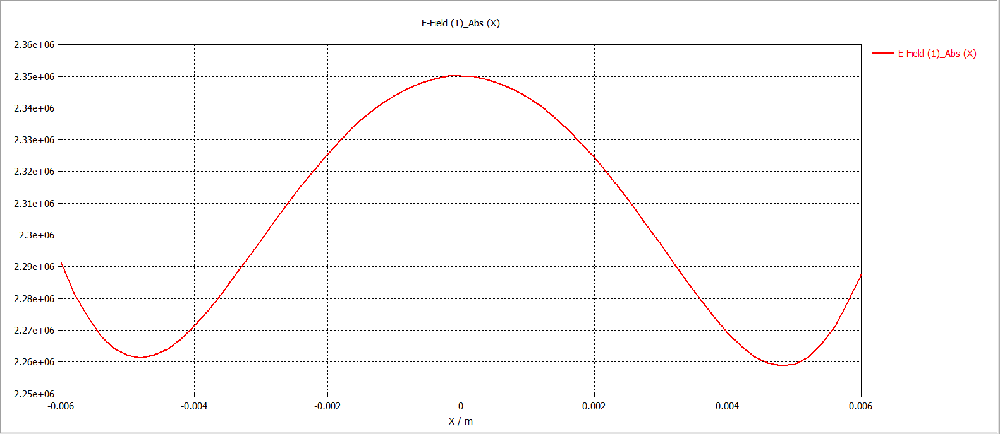 E-Field (1)_Abs (X)
E-Field (1)_Abs (X)
2.36e+06
2.35e+06
2.34e+06
2.33e+06
2.32e+06
2.31e+06
2.3e+06
2.29e+06
2.28e+06
2.27e+06
2.26e+06
2.25e+06
-0.006 -0.004 -0.002 0 0.002 0.004 0.006
X / m